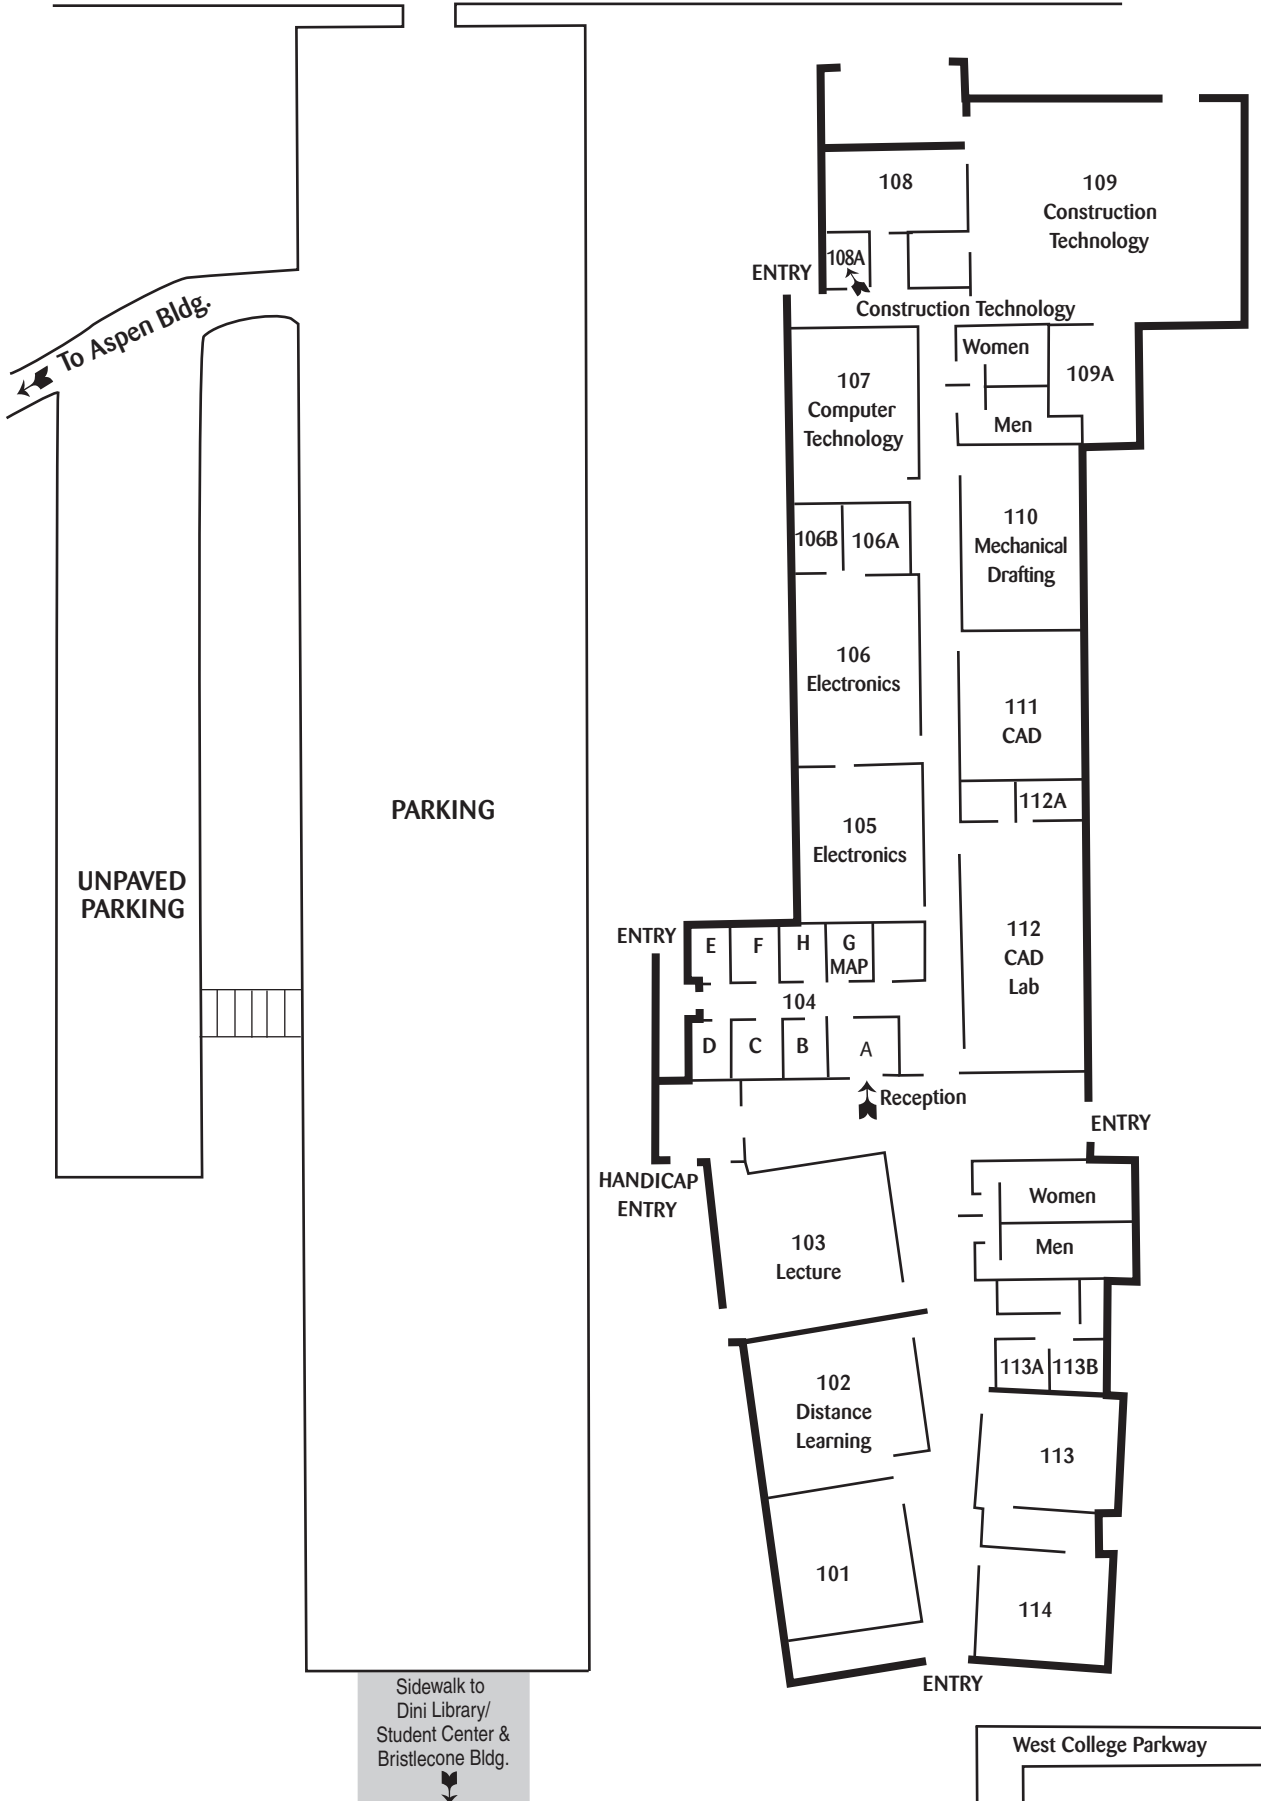 108
109
Construction
Technology
108A
ENTRY
Construction Technology
To Aspen Bldg.
Women
107
Computer
Technology
109A
Men
110
Mechanical
Drafting
106B
106A
106
Electronics
111
CAD
112A
PARKING
105
Electronics
UNPAVED
PARKING
112
CAD
Lab
ENTRY
E
F
H
G
MAP
104
D
C
B
A
Reception
ENTRY
HANDICAP
ENTRY
Women
Men
103
Lecture
113A
113B
102
Distance
Learning
113
101
114
ENTRY
Sidewalk to
Dini Library/
Student Center &
Bristlecone Bldg.
West College Parkway